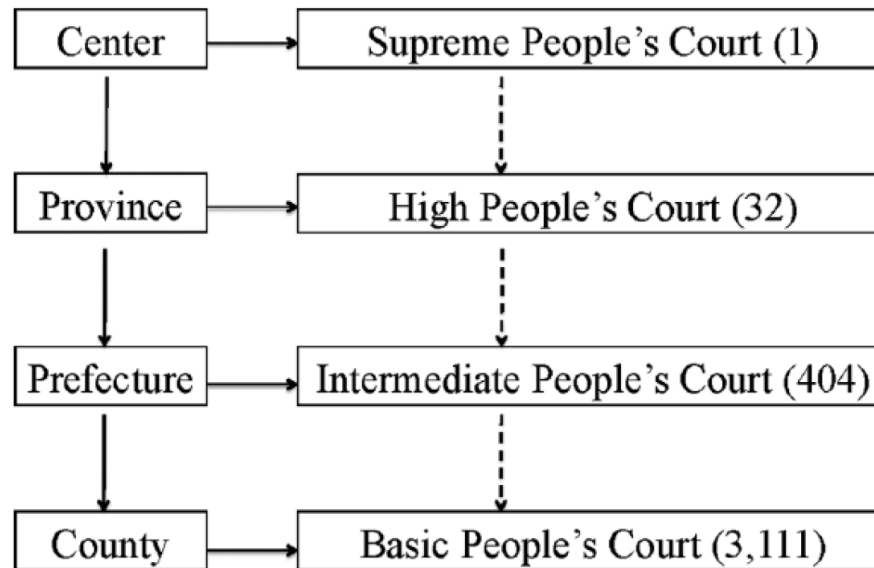 Center
Supreme People’s Court (1)
Province
High People’s Court (32)
Prefecture
Intermediate People’s Court (404)
County
Basic People’s Court (3,111)